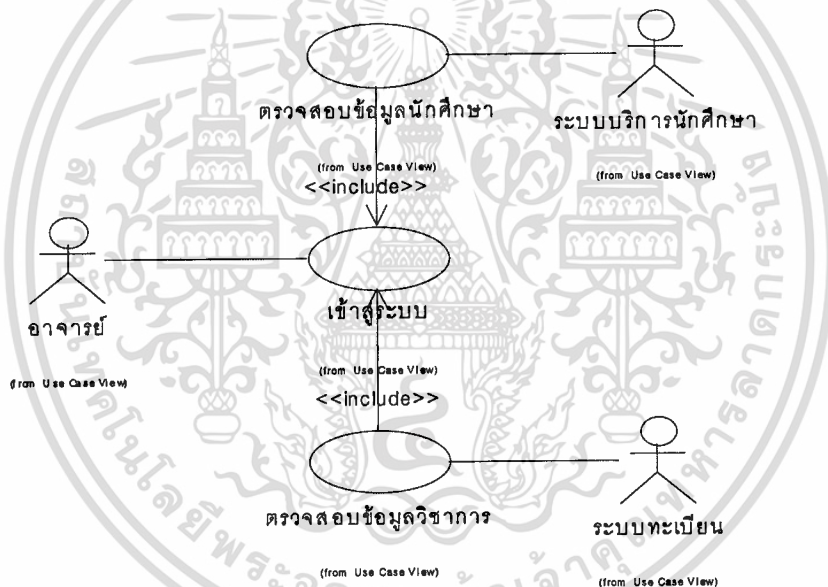 ตรวจสอบข้อมูลนักศึกษา
ระบบบริการนักศึกษา
(from Use Case View)
(from Use Case View)
<<include>>
เข้าสู่ระบบ
อาจารย์
(from Use Case View)
(from Use Case View)
<<include>>
ตรวจสอบข้อมูลวิชาการ
ระบบทะเบียน
(from Use Case View)
(from Use Case View)